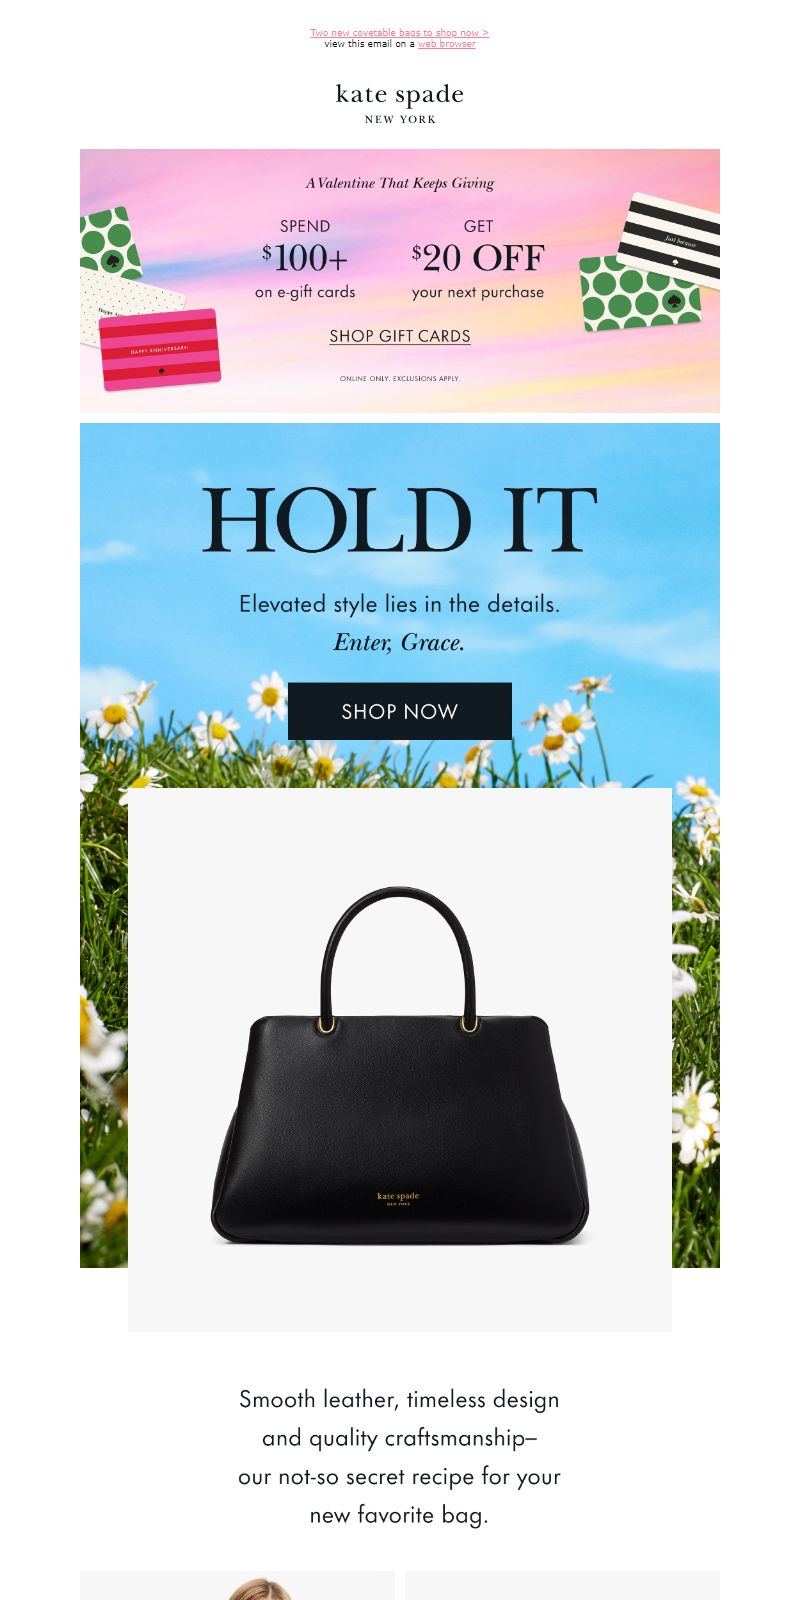 Two new covetable bags to shop now >
view this email on a web browser
kate spade
NEW YORK
A Valentine That Keeps Giving
SPEND
$100+
on e-gift cards
GET
$20 OFF
your next purchase
SHOP GIFT CARDS
ONLINE ONLY. EXCLUSIONS APPLY.
HAPPY ANNIVERSARY!
just because
HOLD IT
Elevated style lies in the details.
Enter, Grace.
SHOP NOW
kate spade
NEW YORK
Smooth leather, timeless design
and quality craftsmanship–
our not-so secret recipe for your
new favorite bag.